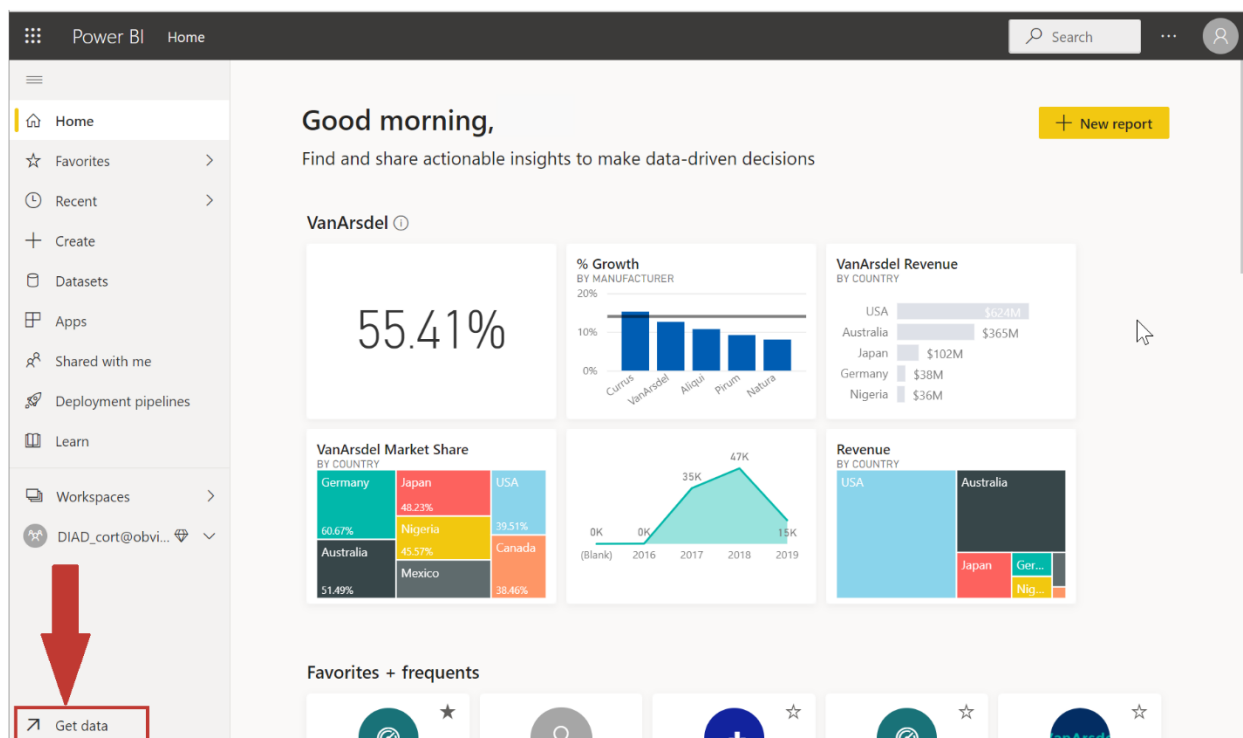 Power BI Home
Search
Home
Favorites
Recent
Create
Datasets
Apps
Shared with me
Deployment pipelines
Learn
Workspaces
DIAD_cort@obvi...
Get data
Good morning,
New report
Find and share actionable insights to make data-driven decisions
VanArsdel
55.41%
% Growth
BY MANUFACTURER
20%
10%
0%
Currus VanArsdel Aliqui Pirum Natura
VanArsdel Revenue
BY COUNTRY
USA $624M
Australia $365M
Japan $102M
Germany $38M
Nigeria $36M
VanArsdel Market Share
BY COUNTRY
Germany
60.67%
Australia
51.49%
Japan
48.23%
Nigeria
45.57%
Mexico
USA
39.51%
Canada
38.46%
0K 0K 35K 47K 15K
(Blank) 2016 2017 2018 2019
Revenue
BY COUNTRY
USA
Australia
Japan
Ger...
Nig...
Favorites + frequents